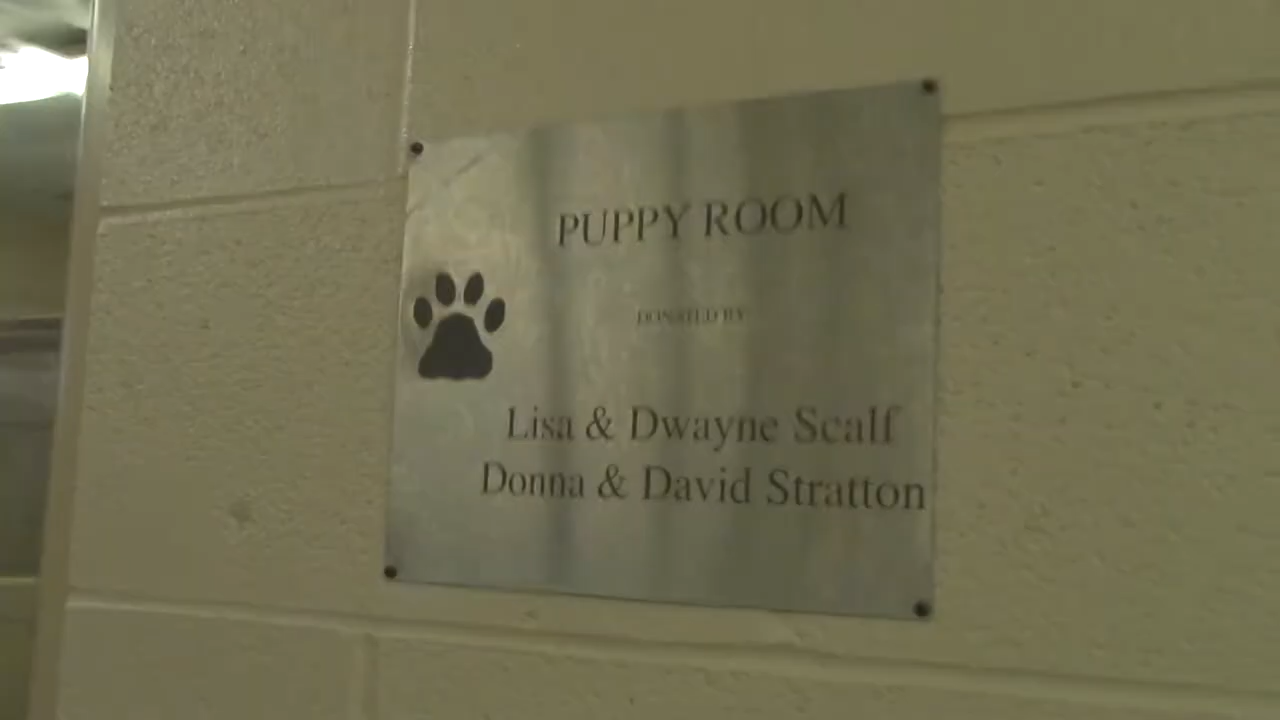 PUPPY ROOM
DONATED BY
Lisa & Dwayne Scalf
Donna & David Stratton